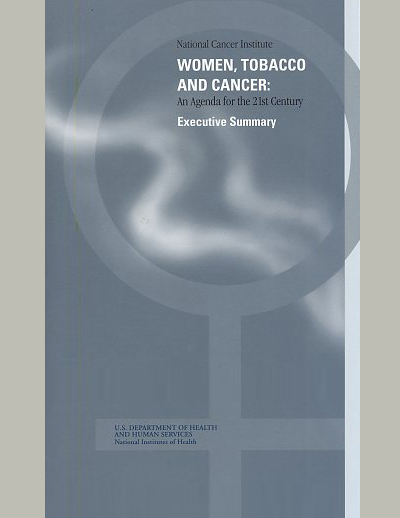 National Cancer Institute
WOMEN, TOBACCO
AND CANCER:
An Agenda for the 21st Century
Executive Summary
U.S. DEPARTMENT OF HEALTH
AND HUMAN SERVICES
National Institutes of Health